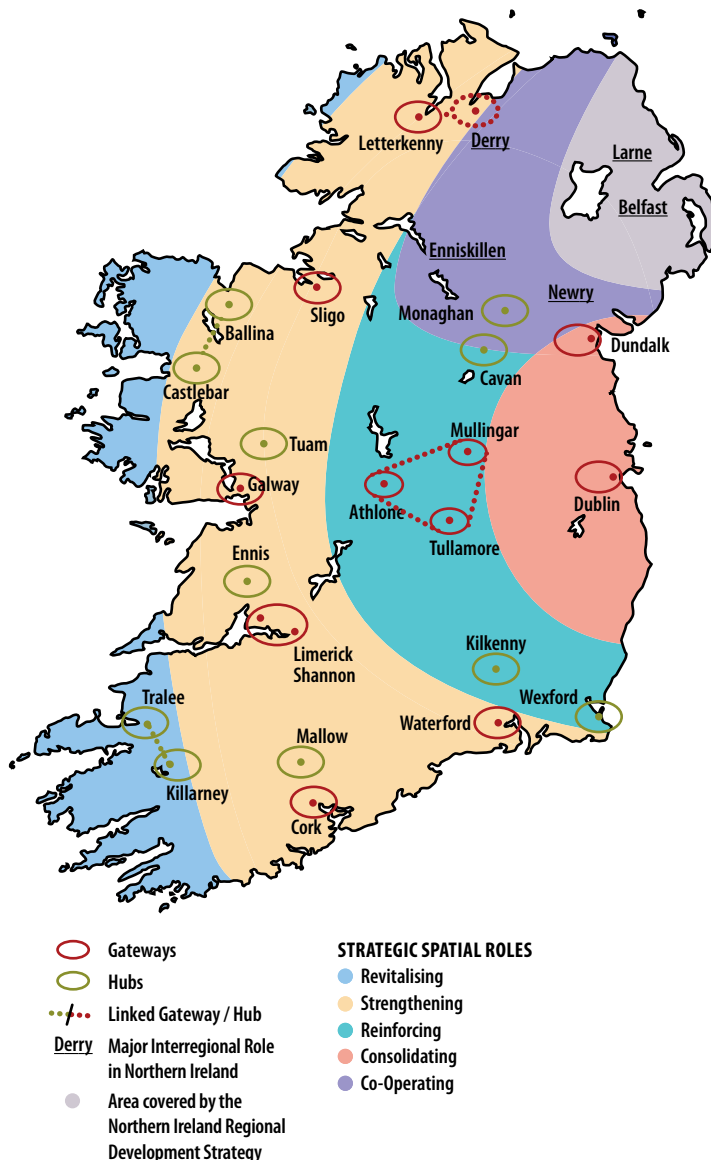 Letterkenny
Derry
Larne
Belfast
Enniskillen
Newry
Monaghan
Sligo
Ballina
Dundalk
Cavan
Castlebar
Mullingar
Tuam
Galway
Athlone
Dublin
Tullamore
Ennis
Limerick
Shannon
Kilkenny
Wexford
Tralee
Waterford
Mallow
Killarney
Cork
Gateways
Hubs
Linked Gateway / Hub
Derry
Major Interregional Role
in Northern Ireland
Area covered by the
Northern Ireland Regional
Development Strategy
STRATEGIC SPATIAL ROLES
Revitalising
Strengthening
Reinforcing
Consolidating
Co-Operating